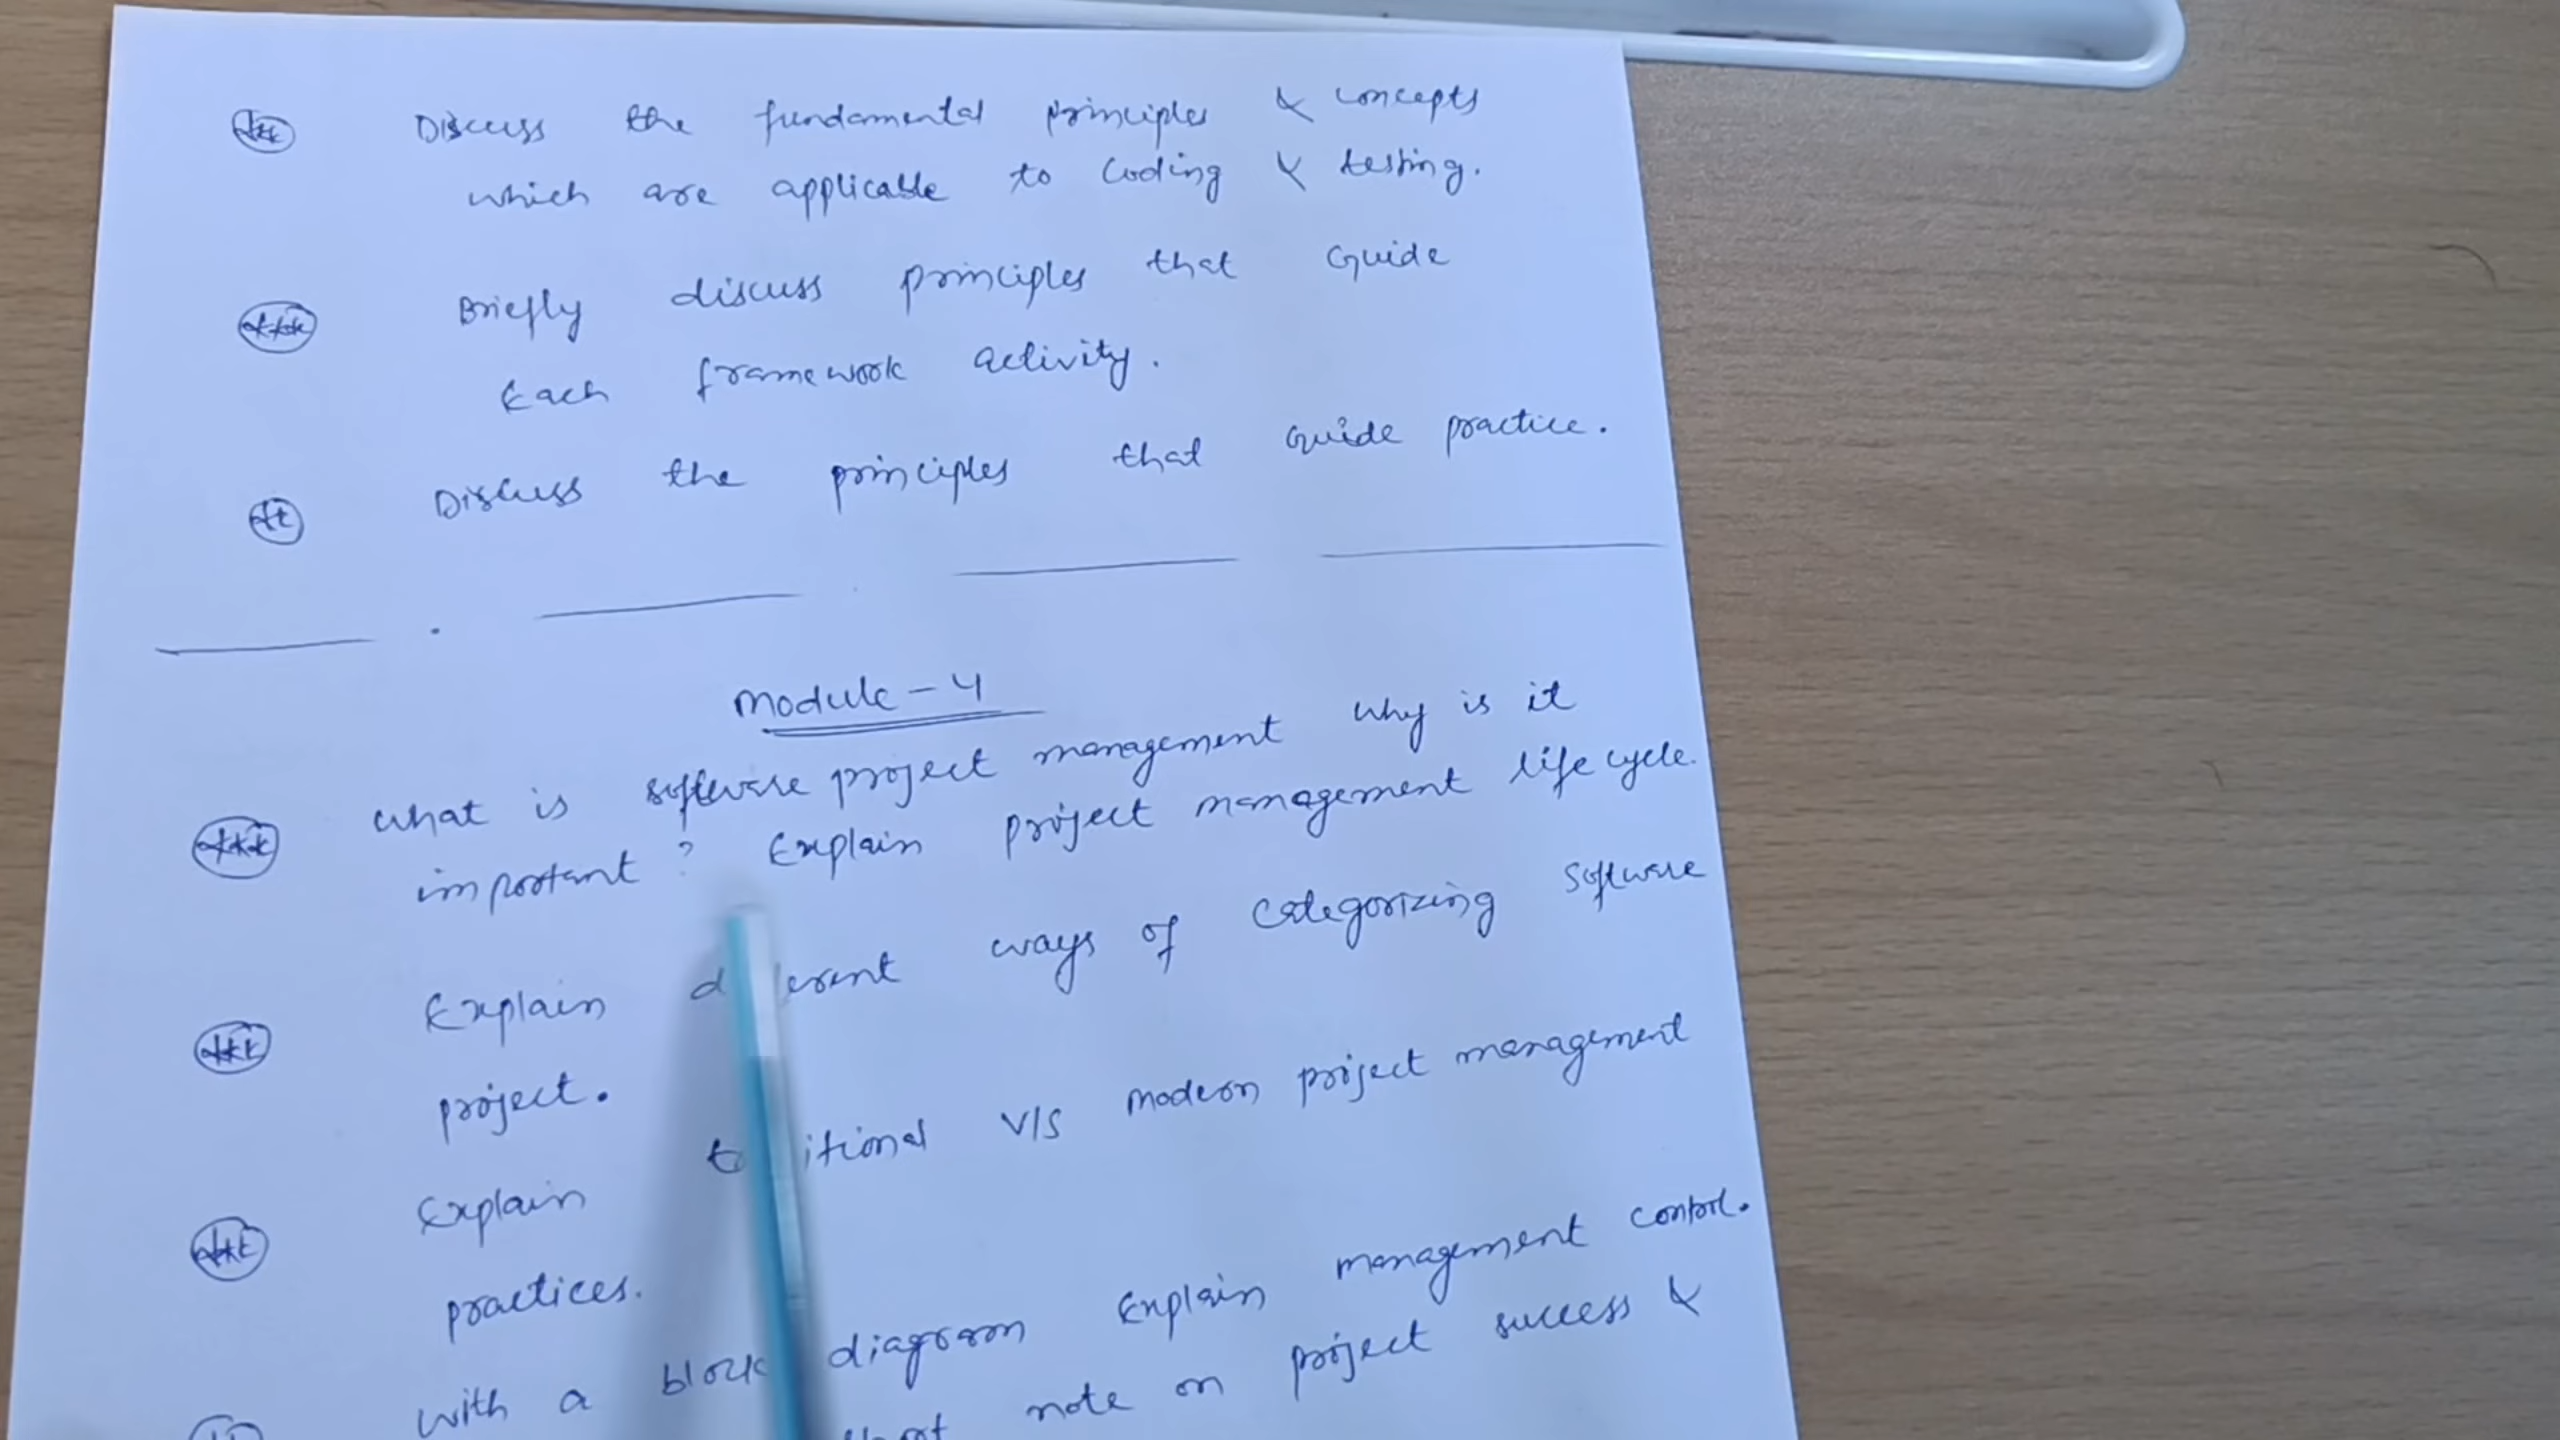 *** Discuss the fundamental principles & concepts
which are applicable to coding & testing.
*** Briefly discuss principles that Guide
Each framework activity.
** Discuss the principles that Guide practice.
Module - 4
*** What is software project management why is it
important? Explain project management life cycle.
*** Explain ways of categorizing software
project.
*** Explain v/s modern project management
practices.
With a block diagram Explain management control.
note on project success &